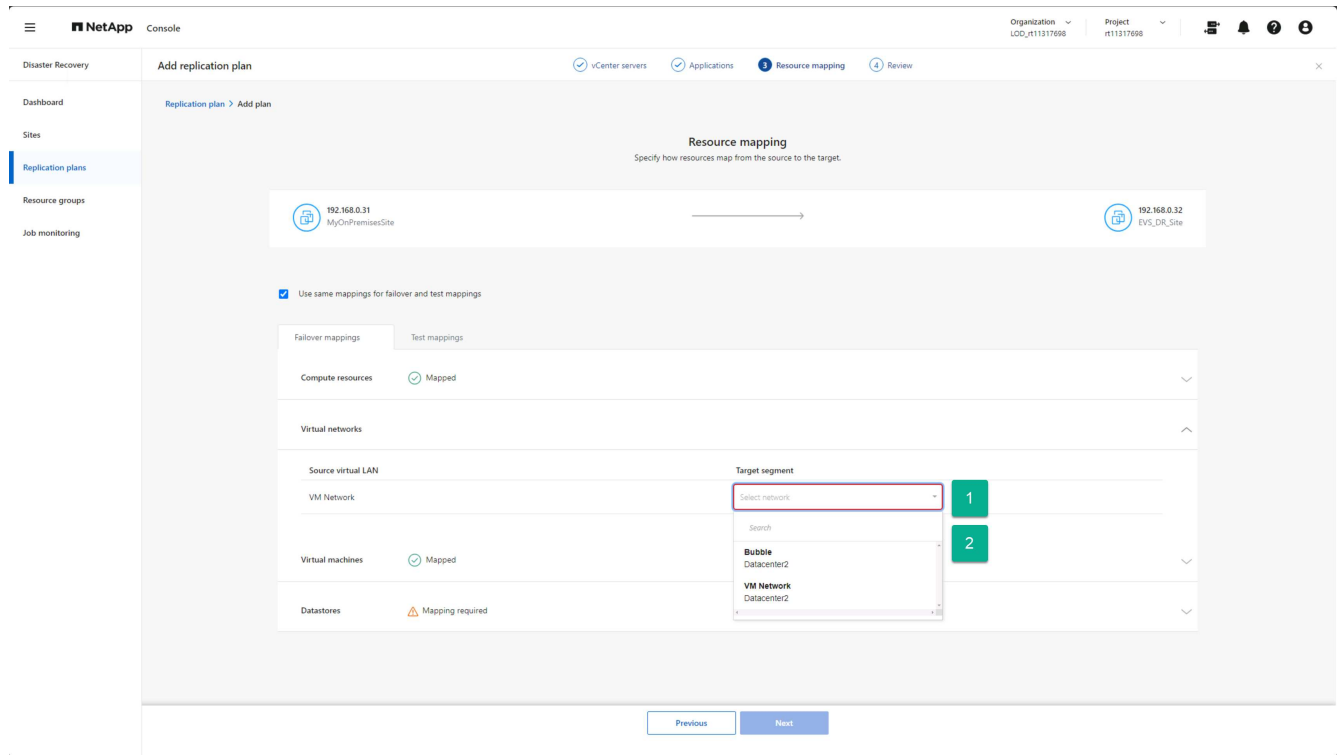 NetApp Console
Organization
LOD_rt11317698
Project
rt11317698
Disaster Recovery
Add replication plan
vCenter servers
Applications
3 Resource mapping
4 Review
Dashboard
Sites
Replication plans
Resource groups
Job monitoring
Replication plan > Add plan
Resource mapping
Specify how resources map from the source to the target.
192.168.0.31
MyOnPremisesSite
192.168.0.32
EVS_DR_Site
Use same mappings for failover and test mappings
Failover mappings
Test mappings
Compute resources
Mapped
Virtual networks
Source virtual LAN
Target segment
VM Network
Select network
1
Search
2
Bubble
Datacenter2
VM Network
Datacenter2
Virtual machines
Mapped
Datastores
Mapping required
Previous
Next